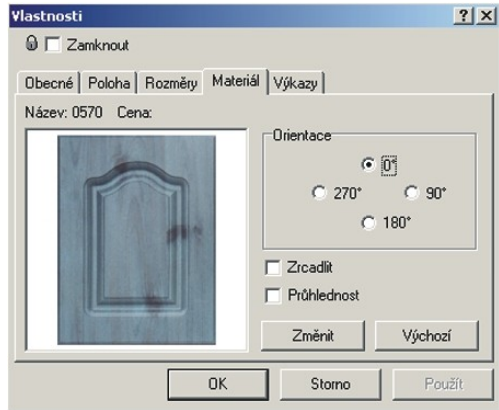 Vlastnosti
Zamknout
Obecné Poloha Rozměry Materiál Výkazy
Název: 0570 Cena:
Orientace
0°
270° 90°
180°
Zrcadlit
Průhlednost
Změnit Výchozí
OK Storno Použít